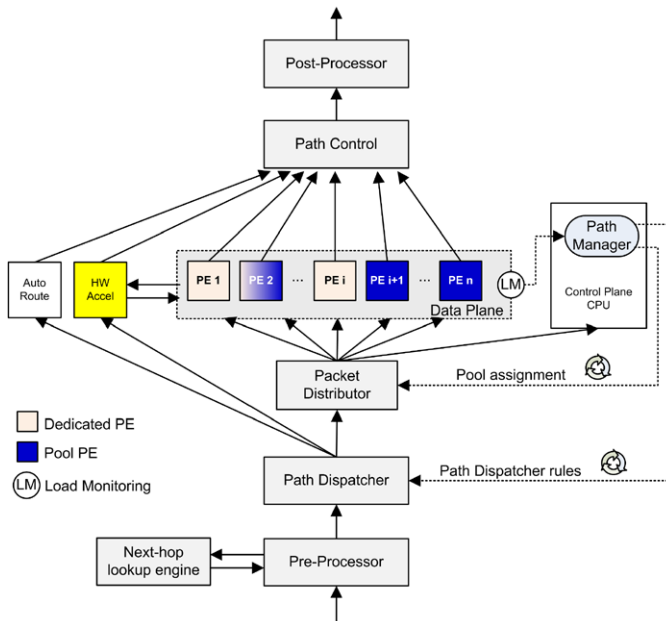 Post-Processor
Path Control
Path
Manager
Auto
Route
HW
Accel
PE 1
PE 2
...
PE i
PE i+1
...
PE n
LM
Data Plane
Control Plane
CPU
Packet
Distributor
Pool assignment
Dedicated PE
Pool PE
LM
Load Monitoring
Path Dispatcher
Path Dispatcher rules
Next-hop
lookup engine
Pre-Processor